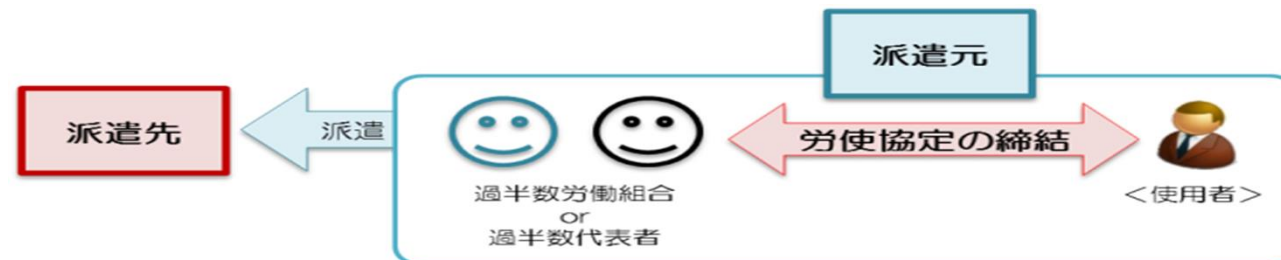 派遣元
派遣先
派遣
労使協定の締結
過半数労働組合
or
過半数代表者
＜使用者＞